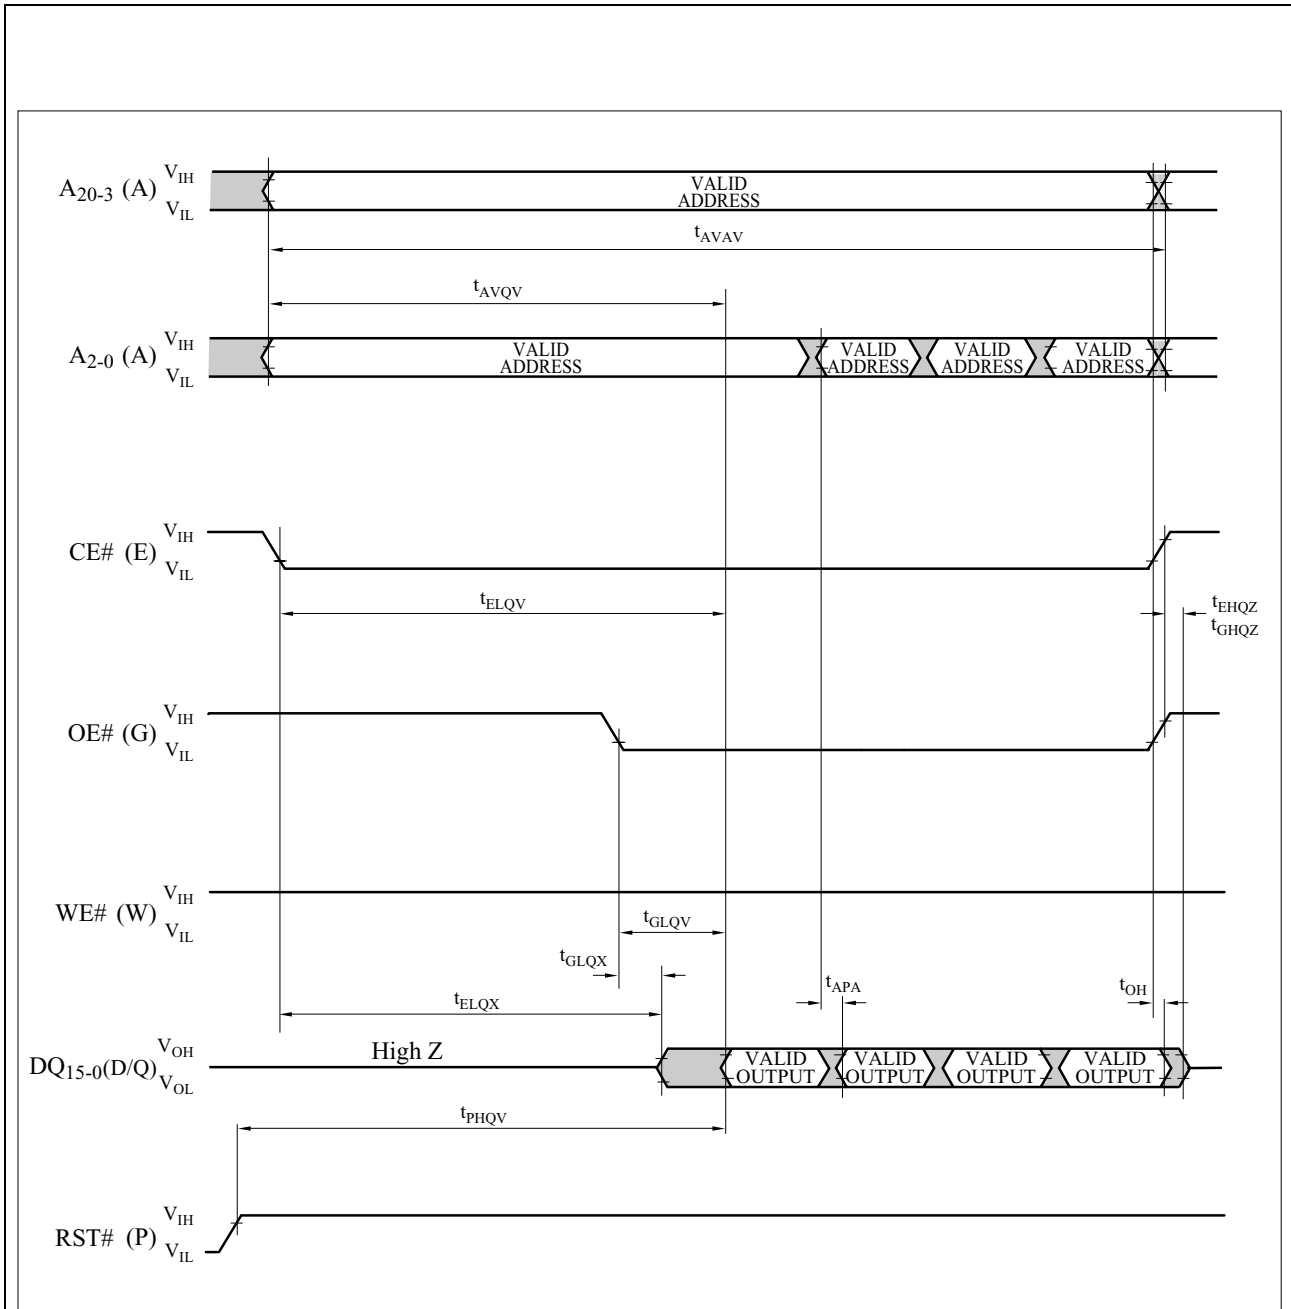 A20-3 (A) VIH
VIL
VALID
ADDRESS
tAVAV
tAVQV
A2-0 (A) VIH
VIL
VALID
ADDRESS
VALID
ADDRESS
VALID
ADDRESS
VALID
ADDRESS
CE# (E) VIH
VIL
tELQV
tEHQZ
tGHQZ
OE# (G) VIH
VIL
WE# (W) VIH
VIL
tGLQV
tGLQX
tELQX
tAPA
tOH
DQ15-0(D/Q) VOH
VOL
High Z
VALID
OUTPUT
VALID
OUTPUT
VALID
OUTPUT
VALID
OUTPUT
tPHQV
RST# (P) VIH
VIL